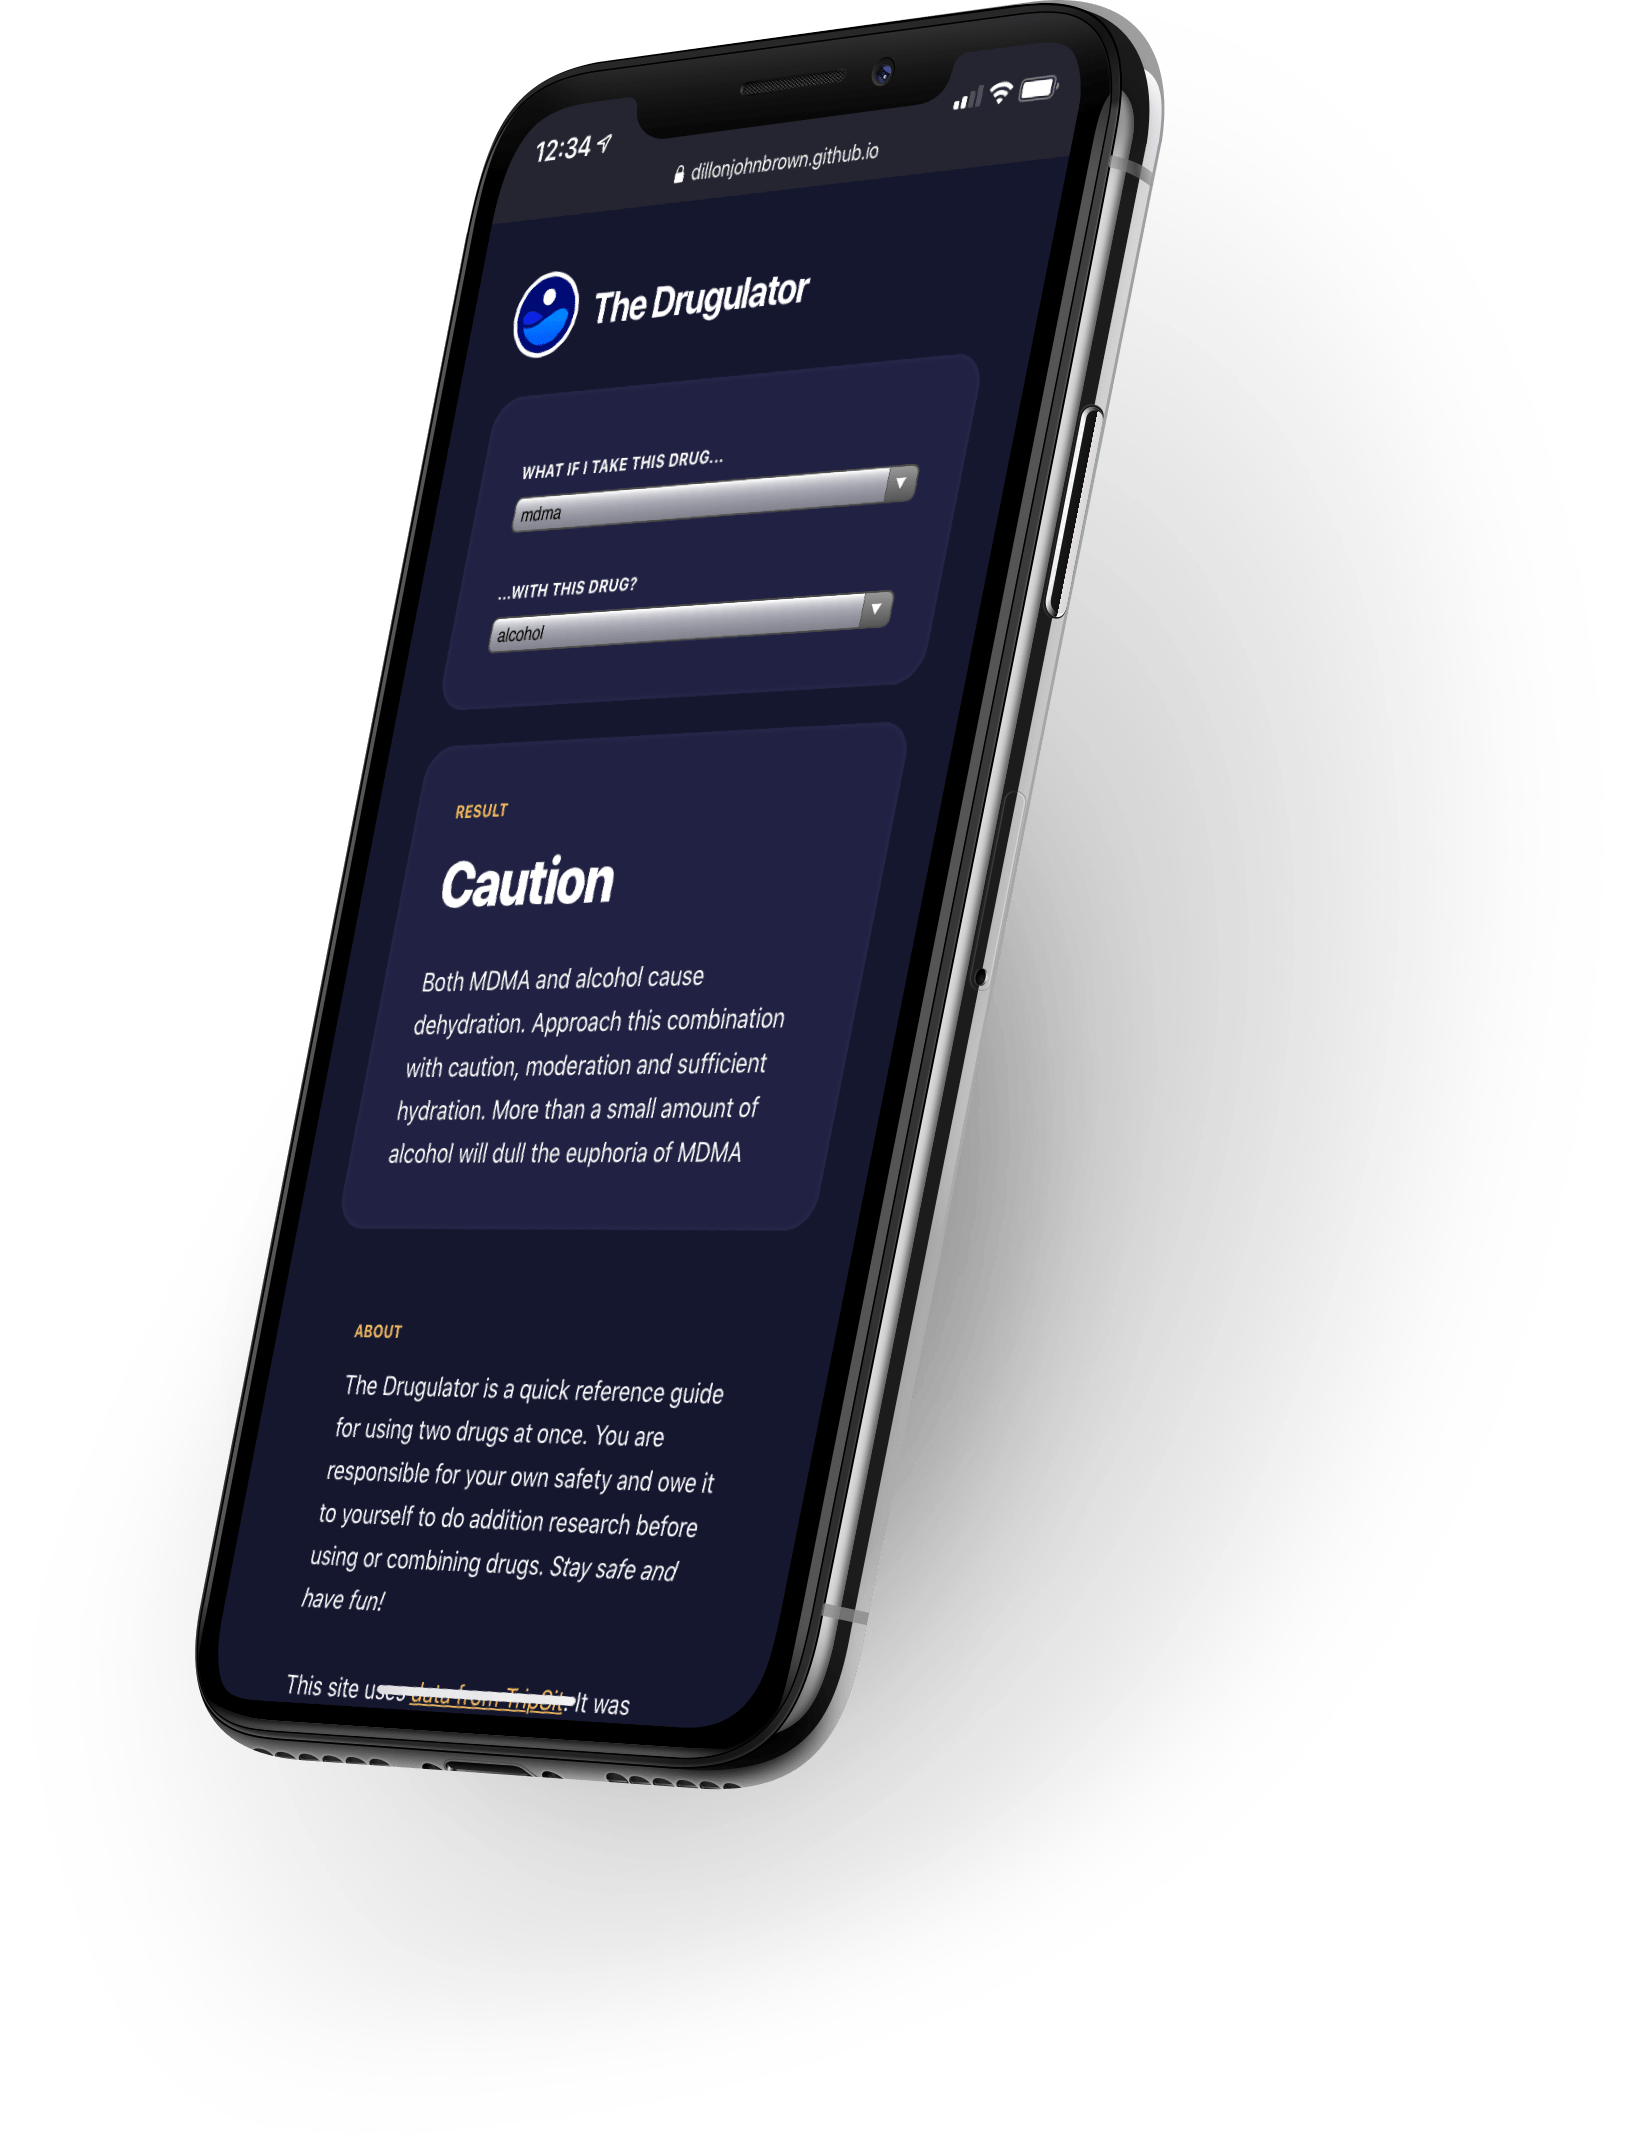 12:34
dillonjohnbrown.github.io
The Drugulator
WHAT IF I TAKE THIS DRUG...
mdma
...WITH THIS DRUG?
alcohol
RESULT
Caution
Both MDMA and alcohol cause
dehydration. Approach this combination
with caution, moderation and sufficient
hydration. More than a small amount of
alcohol will dull the euphoria of MDMA
ABOUT
The Drugulator is a quick reference guide
for using two drugs at once. You are
responsible for your own safety and owe it
to yourself to do addition research before
using or combining drugs. Stay safe and
have fun!
This site uses data from TripSit. It was